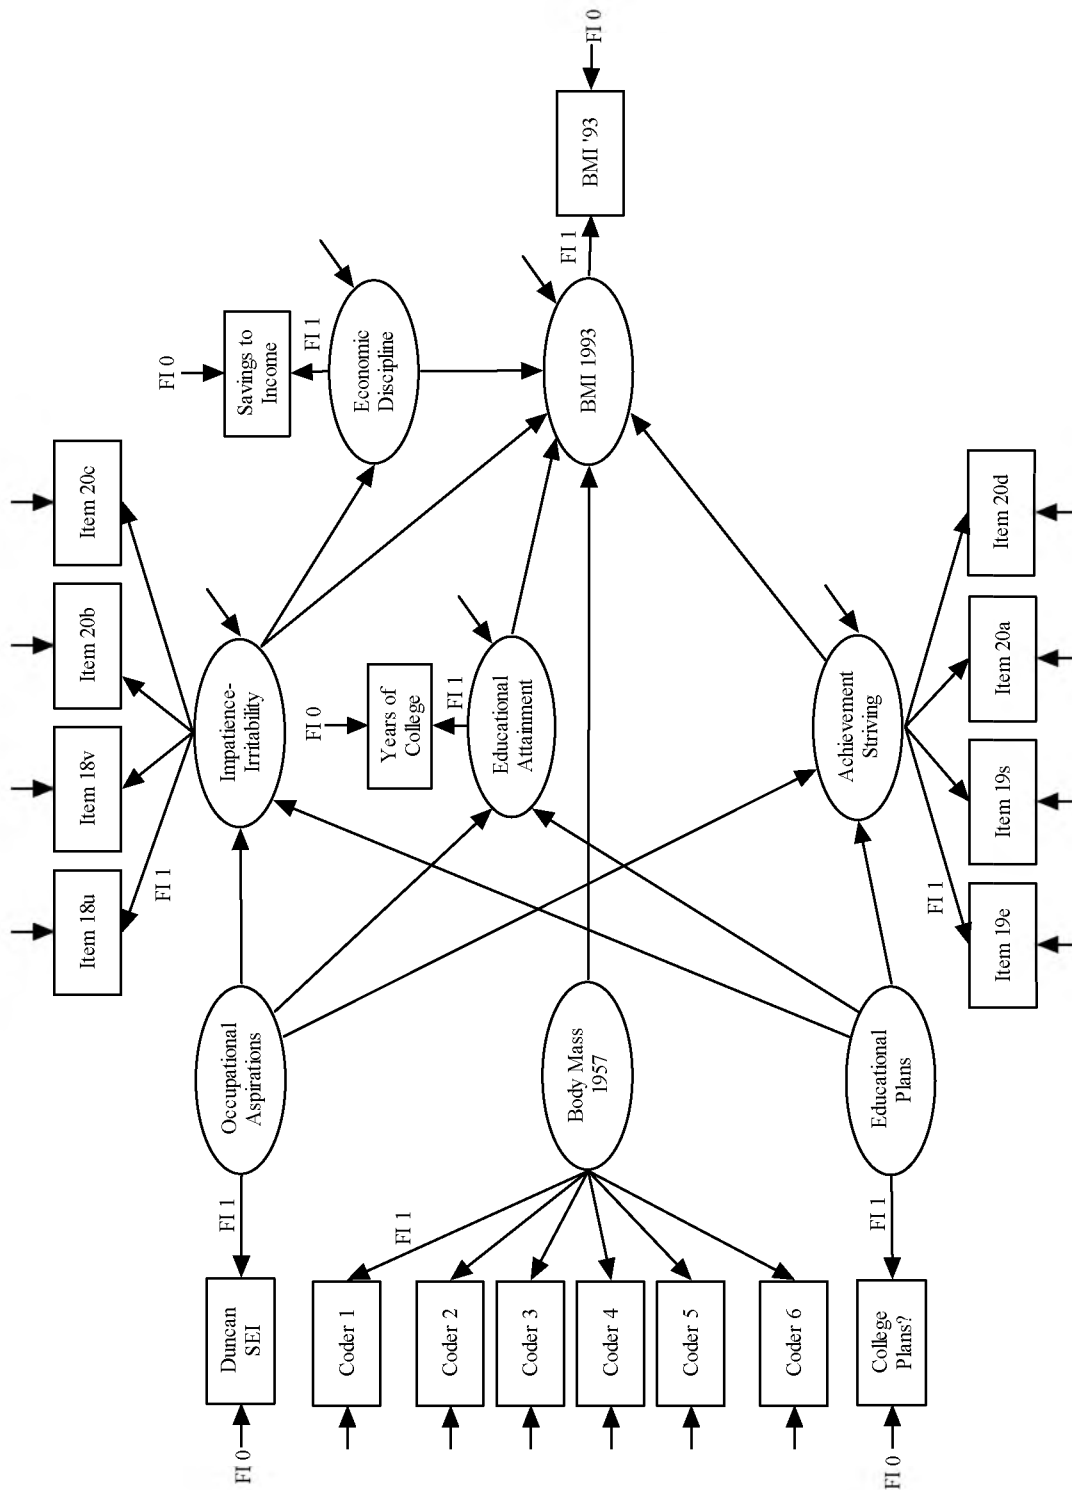 FI 0
Duncan
SEI
FI 1
Occupational
Aspirations
Coder 1
Coder 2
Coder 3
Coder 4
Coder 5
Coder 6
FI 1
Body Mass
1957
FI 0
College
Plans?
FI 1
Educational
Plans
Item 18u
Item 18v
Item 20b
Item 20c
FI 1
Impatience-
Irritability
FI 0
Years of
College
FI 1
Educational
Attainment
Achievement
Striving
FI 1
Item 19e
Item 19s
Item 20a
Item 20d
FI 0
Savings to
Income
FI 1
Economic
Discipline
BMI 1993
FI 1
BMI '93
FI 0